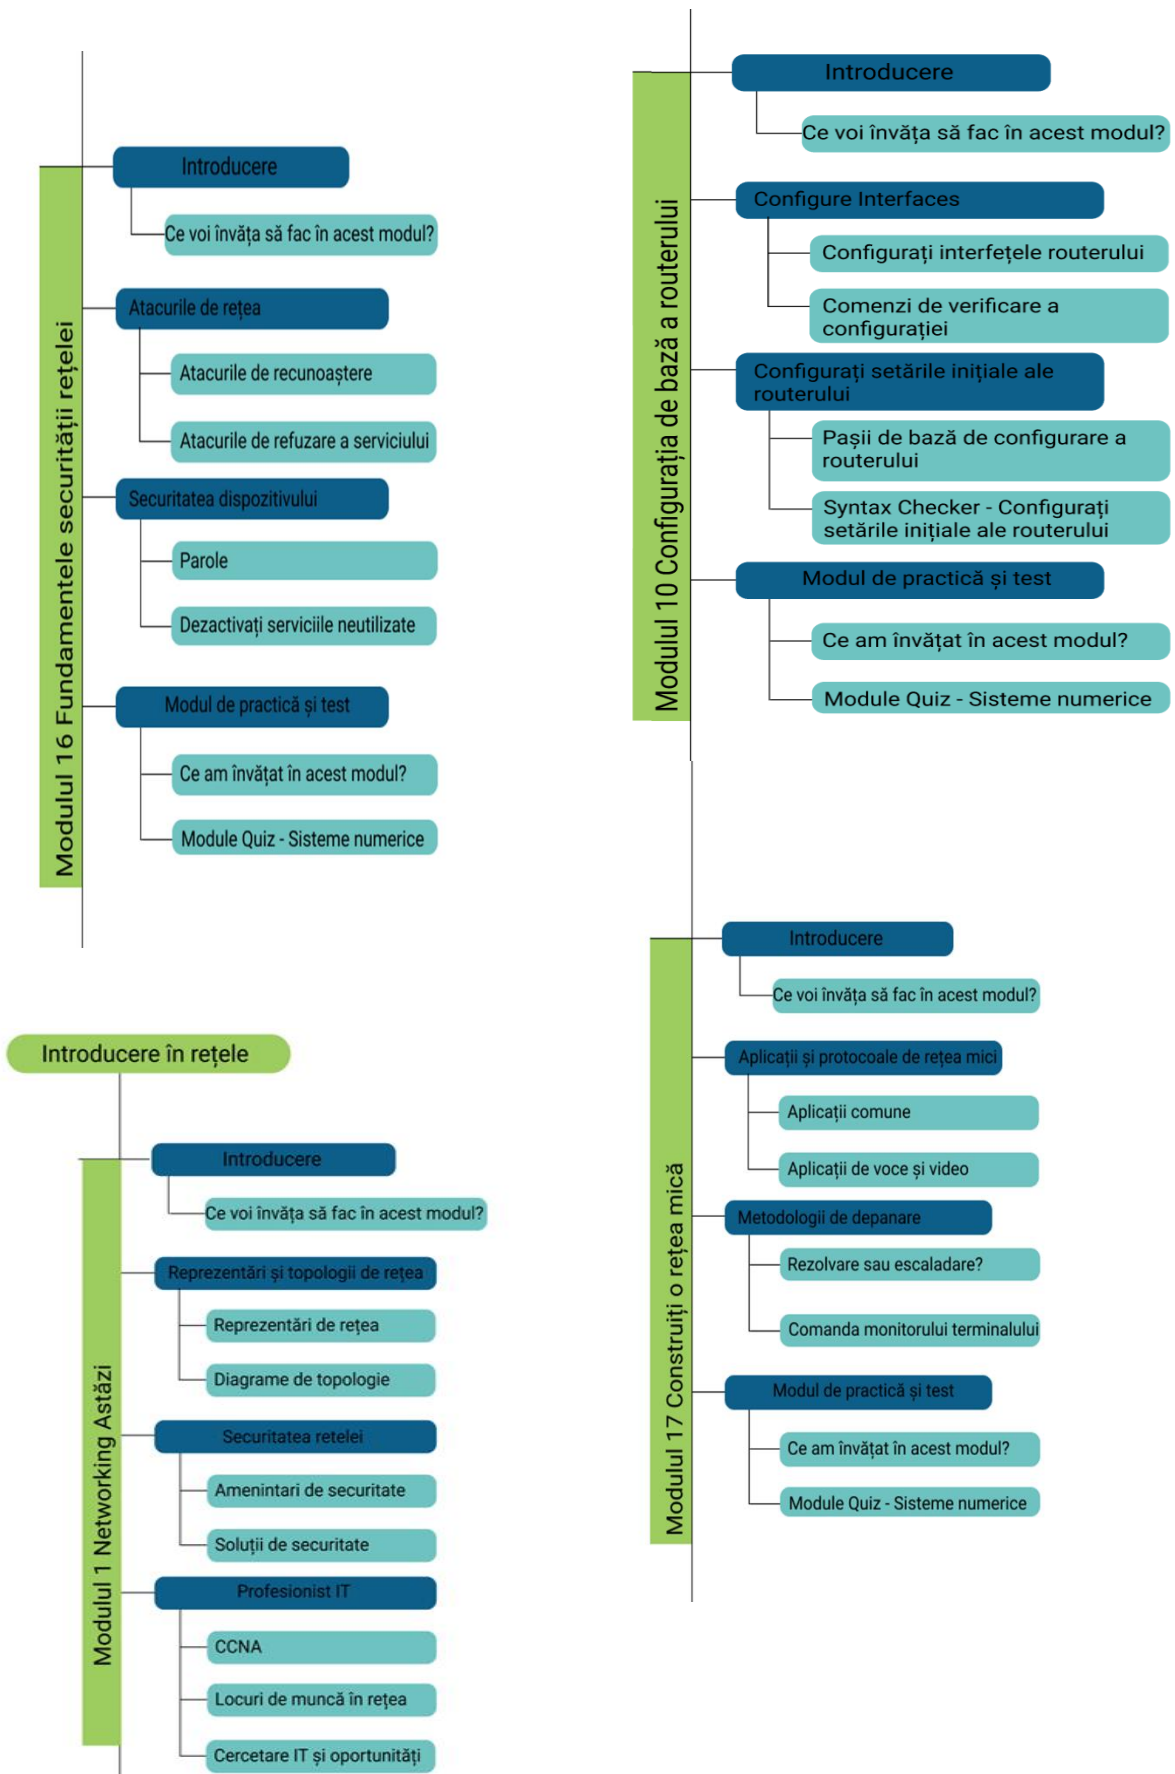 Modulul 16 Fundamentele securității rețelei
Introducere
Ce voi învăța să fac în acest modul?
Atacurile de rețea
Atacurile de recunoaștere
Atacurile de refuzare a serviciului
Securitatea dispozitivului
Parole
Dezactivați serviciile neutilizate
Modul de practică și test
Ce am învățat în acest modul?
Module Quiz - Sisteme numerice
Modulul 10 Configurația de bază a routerului
Introducere
Ce voi învăța să fac în acest modul?
Configure Interfaces
Configurați interfețele routerului
Comenzi de verificare a
configurației
Configurați setările inițiale ale
routerului
Pașii de bază de configurare a
routerului
Syntax Checker - Configurați
setările inițiale ale routerului
Modul de practică și test
Ce am învățat în acest modul?
Module Quiz - Sisteme numerice
Introducere în rețele
Modulul 1 Networking Astăzi
Introducere
Ce voi învăța să fac în acest modul?
Reprezentări și topologii de rețea
Reprezentări de rețea
Diagrame de topologie
Securitatea retelei
Amenintari de securitate
Soluții de securitate
Profesionist IT
CCNA
Locuri de muncă în rețea
Cercetare IT și oportunități
Modulul 17 Construiți o rețea mică
Introducere
Ce voi învăța să fac în acest modul?
Aplicații și protocoale de rețea mici
Aplicații comune
Aplicații de voce și video
Metodologii de depanare
Rezolvare sau escaladare?
Comanda monitorului terminalului
Modul de practică și test
Ce am învățat în acest modul?
Module Quiz - Sisteme numerice